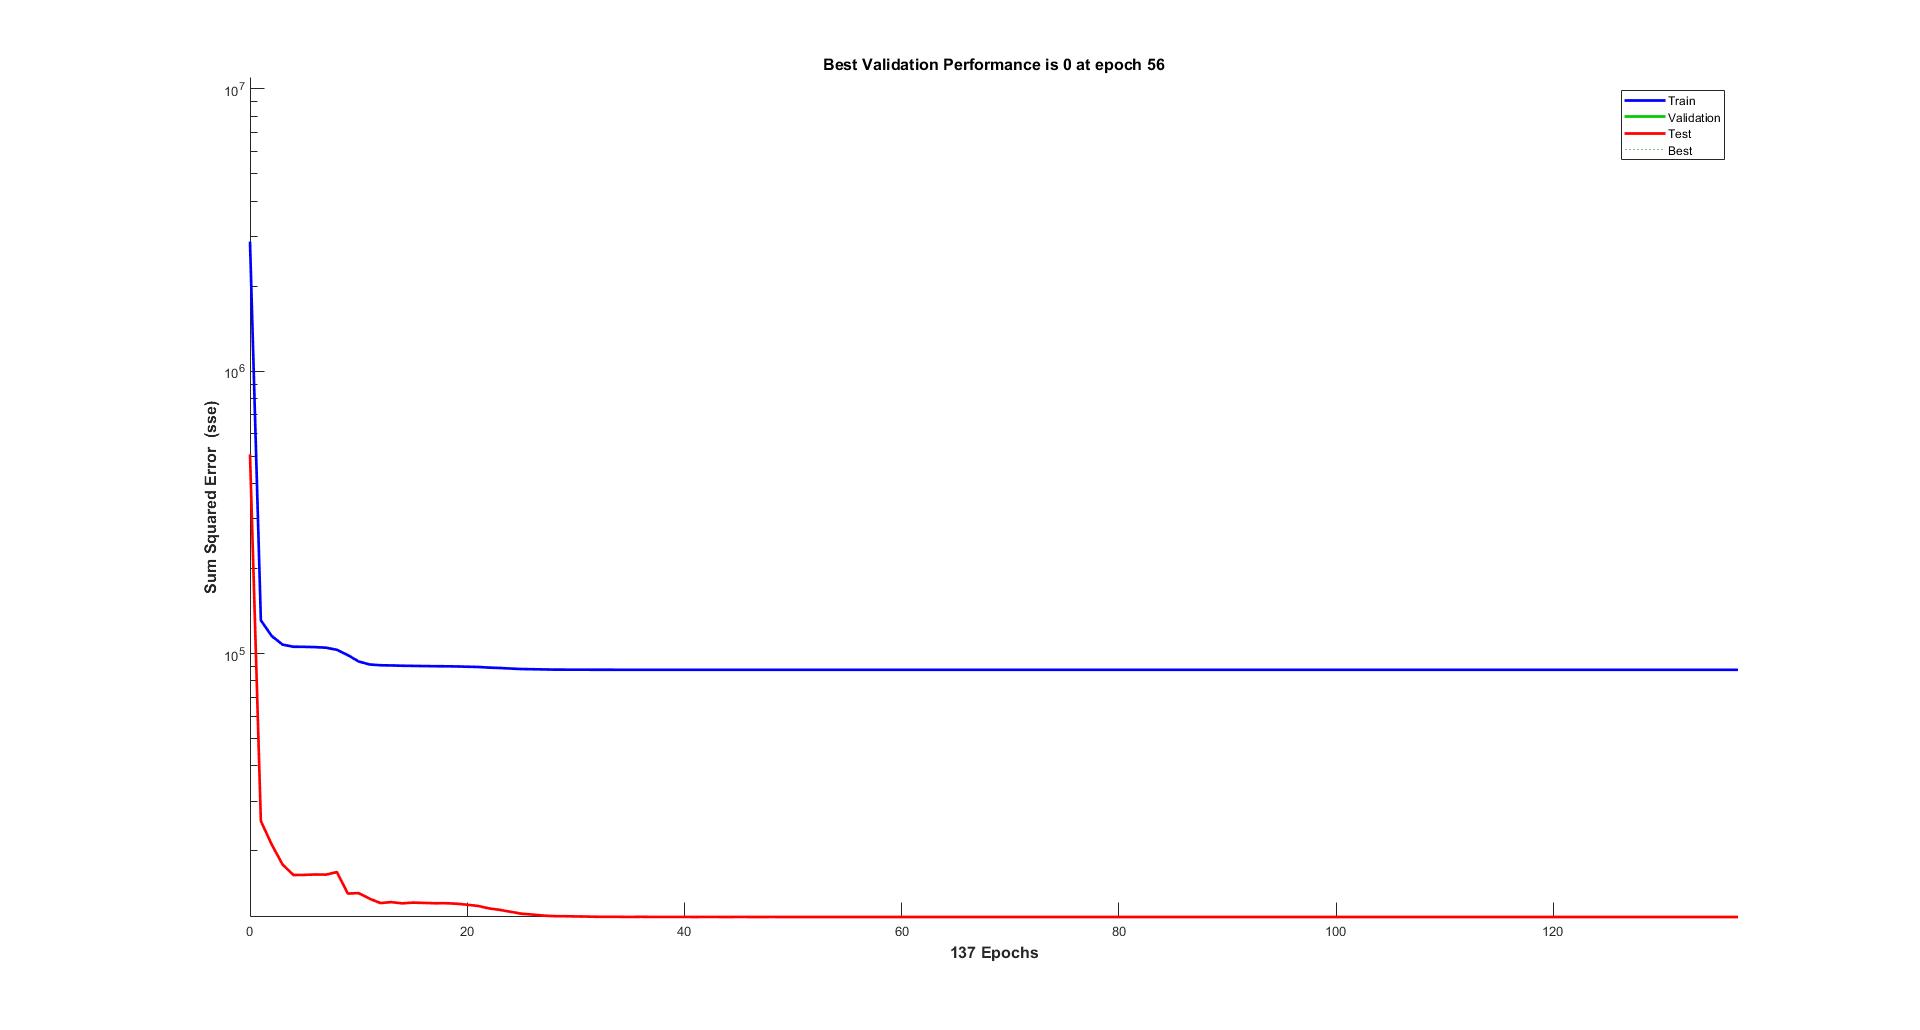 Best Validation Performance is 0 at epoch 56
Train
Validation
Test
Best
10^7
10^6
10^5
Sum Squared Error (sse)
0 20 40 60 80 100 120
137 Epochs